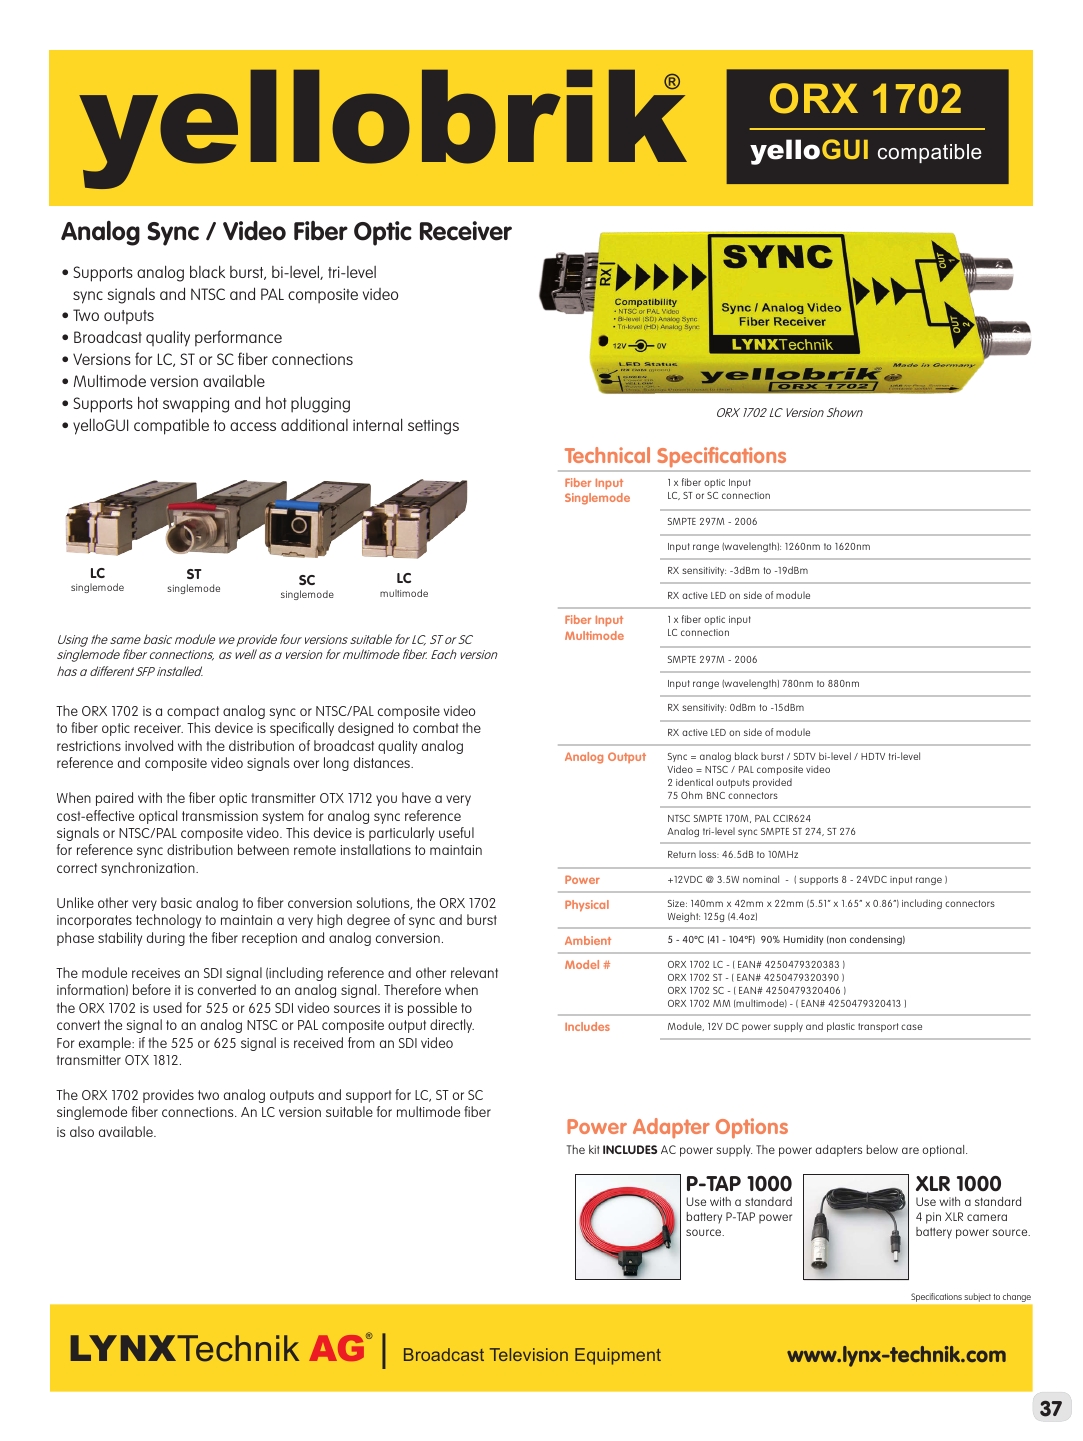 yellobrik®
ORX 1702
yelloGUI compatible
Analog Sync / Video Fiber Optic Receiver
• Supports analog black burst, bi-level, tri-level
sync signals and NTSC and PAL composite video
• Two outputs
• Broadcast quality performance
• Versions for LC, ST or SC fiber connections
• Multimode version available
• Supports hot swapping and hot plugging
• yelloGUI compatible to access additional internal settings
LC
singlemode
ST
singlemode
SC
singlemode
LC
multimode
Using the same basic module we provide four versions suitable for LC, ST or SC
singlemode fiber connections, as well as a version for multimode fiber. Each version
has a different SFP installed.
The ORX 1702 is a compact analog sync or NTSC/PAL composite video
to fiber optic receiver. This device is specifically designed to combat the
restrictions involved with the distribution of broadcast quality analog
reference and composite video signals over long distances.
When paired with the fiber optic transmitter OTX 1712 you have a very
cost-effective optical transmission system for analog sync reference
signals or NTSC/PAL composite video. This device is particularly useful
for reference sync distribution between remote installations to maintain
correct synchronization.
Unlike other very basic analog to fiber conversion solutions, the ORX 1702
incorporates technology to maintain a very high degree of sync and burst
phase stability during the fiber reception and analog conversion.
The module receives an SDI signal (including reference and other relevant
information) before it is converted to an analog signal. Therefore when
the ORX 1702 is used for 525 or 625 SDI video sources it is possible to
convert the signal to an analog NTSC or PAL composite output directly.
For example: if the 525 or 625 signal is received from an SDI video
transmitter OTX 1812.
The ORX 1702 provides two analog outputs and support for LC, ST or SC
singlemode fiber connections. An LC version suitable for multimode fiber
is also available.
RX
SYNC
Sync / Analog Video
Fiber Receiver
LYNXTechnik
OUT 1
OUT 2
Compatibility
• NTSC or PAL Video
• Bi-level (SD) Analog Sync
• Tri-level (HD) Analog Sync
12V 0V
LED Status
yellobrik®
ORX 1702
Made in Germany
ORX 1702 LC Version Shown
Technical Specifications
Fiber Input
Singlemode
1 x fiber optic Input
LC, ST or SC connection
SMPTE 297M - 2006
Input range (wavelength): 1260nm to 1620nm
RX sensitivity: -3dBm to -19dBm
RX active LED on side of module
Fiber Input
Multimode
1 x fiber optic input
LC connection
SMPTE 297M - 2006
Input range (wavelength) 780nm to 880nm
RX sensitivity: 0dBm to -15dBm
RX active LED on side of module
Analog Output
Sync = analog black burst / SDTV bi-level / HDTV tri-level
Video = NTSC / PAL composite video
2 identical outputs provided
75 Ohm BNC connectors
NTSC SMPTE 170M, PAL CCIR624
Analog tri-level sync SMPTE ST 274, ST 276
Return loss: 46.5dB to 10MHz
Power
+12VDC @ 3.5W nominal - ( supports 8 - 24VDC input range )
Physical
Size: 140mm x 42mm x 22mm (5.51" x 1.65" x 0.86") including connectors
Weight: 125g (4.4oz)
Ambient
5 - 40°C (41 - 104°F) 90% Humidity (non condensing)
Model #
ORX 1702 LC - ( EAN# 4250479320383 )
ORX 1702 ST - ( EAN# 4250479320390 )
ORX 1702 SC - ( EAN# 4250479320406 )
ORX 1702 MM (multimode) - ( EAN# 4250479320413 )
Includes
Module, 12V DC power supply and plastic transport case
Power Adapter Options
The kit INCLUDES AC power supply. The power adapters below are optional.
P-TAP 1000
Use with a standard
battery P-TAP power
source.
XLR 1000
Use with a standard
4 pin XLR camera
battery power source.
Specifications subject to change
LYNXTechnik AG® | Broadcast Television Equipment
www.lynx-technik.com
37